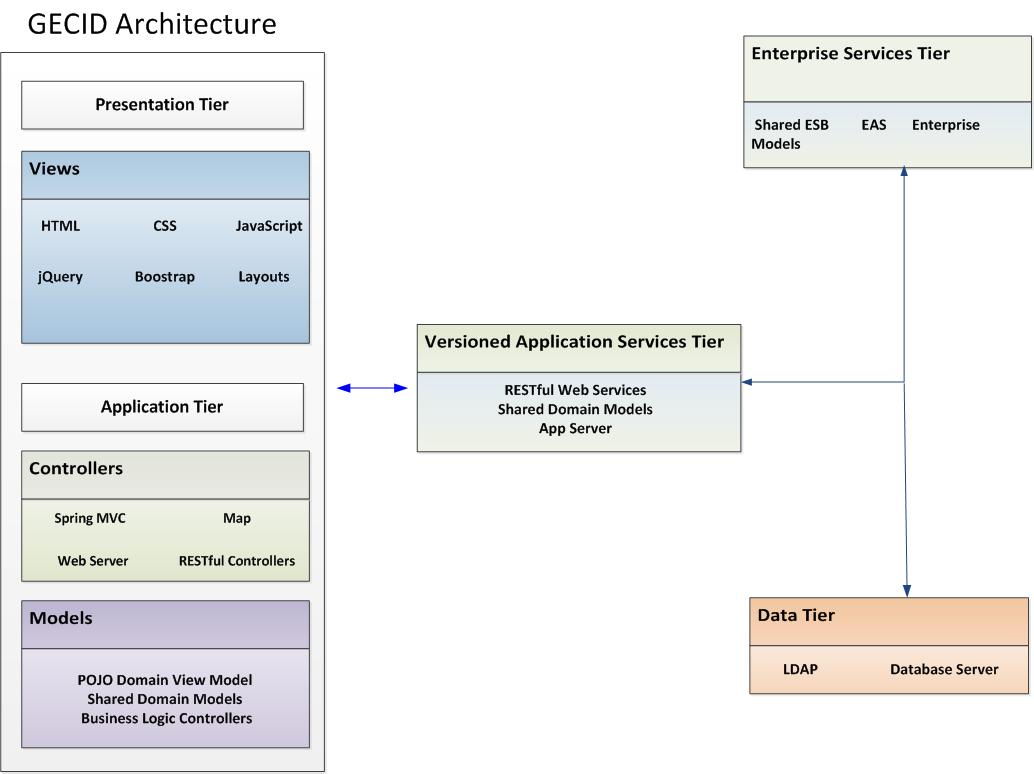 GECID Architecture
Presentation Tier
Views
HTML CSS JavaScript
jQuery Boostrap Layouts
Application Tier
Controllers
Spring MVC Map
Web Server RESTful Controllers
Models
POJO Domain View Model
Shared Domain Models
Business Logic Controllers
Versioned Application Services Tier
RESTful Web Services
Shared Domain Models
App Server
Enterprise Services Tier
Shared ESB EAS Enterprise
Models
Data Tier
LDAP Database Server